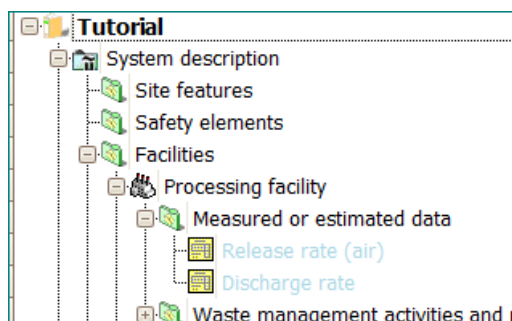 Tutorial
System description
Site features
Safety elements
Facilities
Processing facility
Measured or estimated data
Release rate (air)
Discharge rate
Waste management activities and